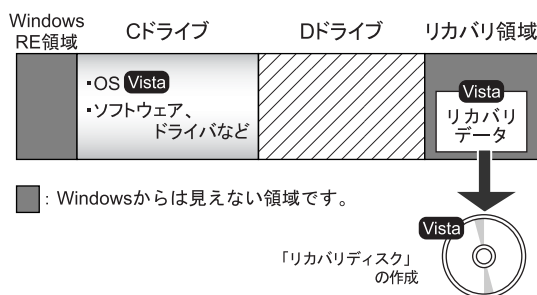 Windows
RE領域
Cドライブ
Dドライブ
リカバリ領域
・OS Vista
・ソフトウェア、
ドライバなど
Vista
リカバリ
データ
：Windowsからは見えない領域です。
Vista
「リカバリディスク」
の作成